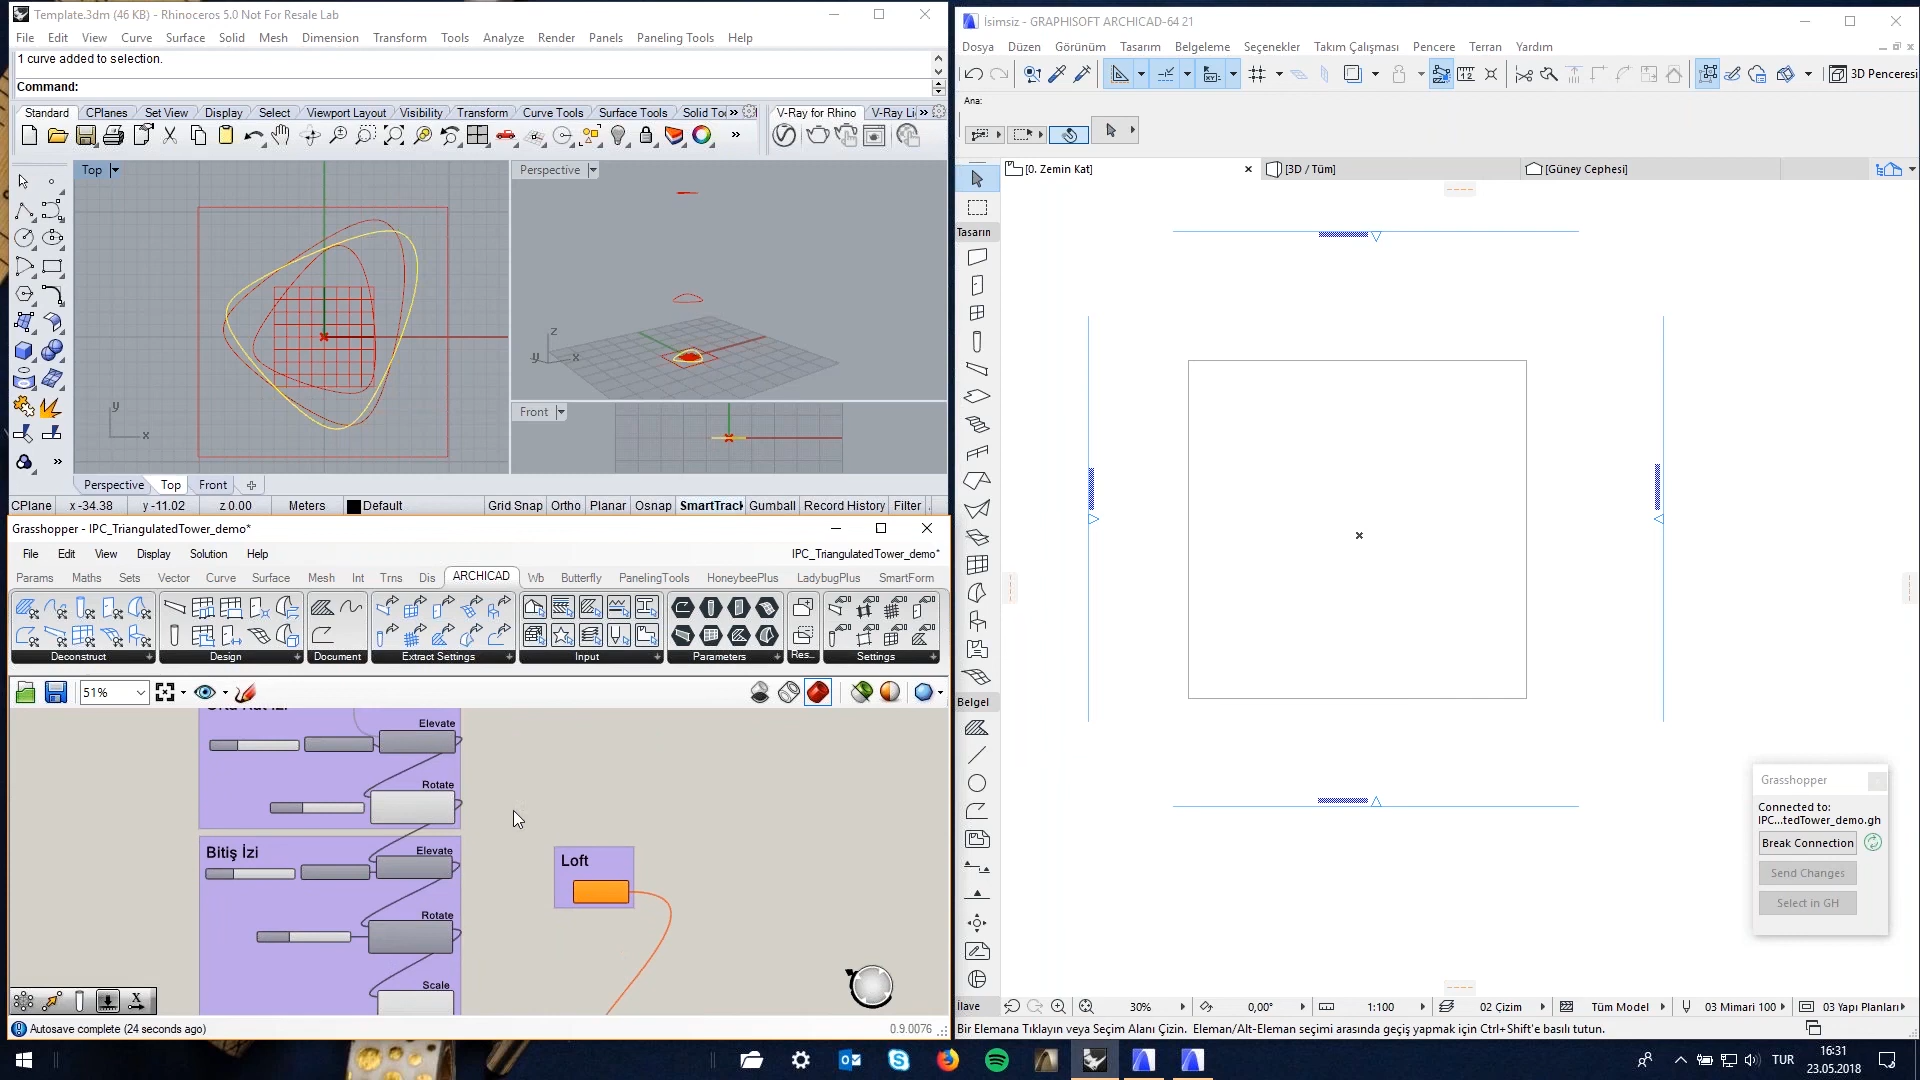 Template.3dm (46 KB) - Rhinoceros 5.0 Not For Resale Lab
File Edit View Curve Surface Solid Mesh Dimension Transform Tools Analyze Render Panels Paneling Tools Help
1 curve added to selection.
Command:
Standard CPlanes Set View Display Select Viewport Layout Visibility Transform Curve Tools Surface Tools Solid Too » V-Ray for Rhino V-Ray Li »
Top
Perspective
Front
y
x
z
y
x
Perspective Top Front
CPlane x -34.38 y -11.02 z 0.00 Meters Default Grid Snap Ortho Planar Osnap SmartTrack Gumball Record History Filter
Grasshopper - IPC_TriangulatedTower_demo*
File Edit View Display Solution Help IPC_TriangulatedTower_demo*
Params Maths Sets Vector Curve Surface Mesh Int Trns Dis ARCHICAD Wb Butterfly PanelingTools HoneybeePlus LadybugPlus SmartForm
Deconstruct Design Document Extract Settings Input Parameters Res... Settings
51%
Elevate
Rotate
Bitiş İzi
Elevate
Rotate
Scale
Loft
Autosave complete (24 seconds ago) 0.9.0076
İsimsiz - GRAPHISOFT ARCHICAD-64 21
Dosya Düzen Görünüm Tasarım Belgeleme Seçenekler Takım Çalışması Pencere Terran Yardım
3D Penceresi
Ana:
[0. Zemin Kat] [3D / Tüm] [Güney Cephesi]
Tasarın
Belgel
İlave
Grasshopper
Connected to:
IPC...tedTower_demo.gh
Break Connection
Send Changes
Select in GH
30% 0,00° 1:100 02 Çizim Tüm Model 03 Mimari 100 03 Yapı Planları
Bir Elemana Tıklayın veya Seçim Alanı Çizin. Eleman/Alt-Eleman seçimi arasında geçiş yapmak için Ctrl+Shift'e basılı tutun.
TUR
16:31
23.05.2018